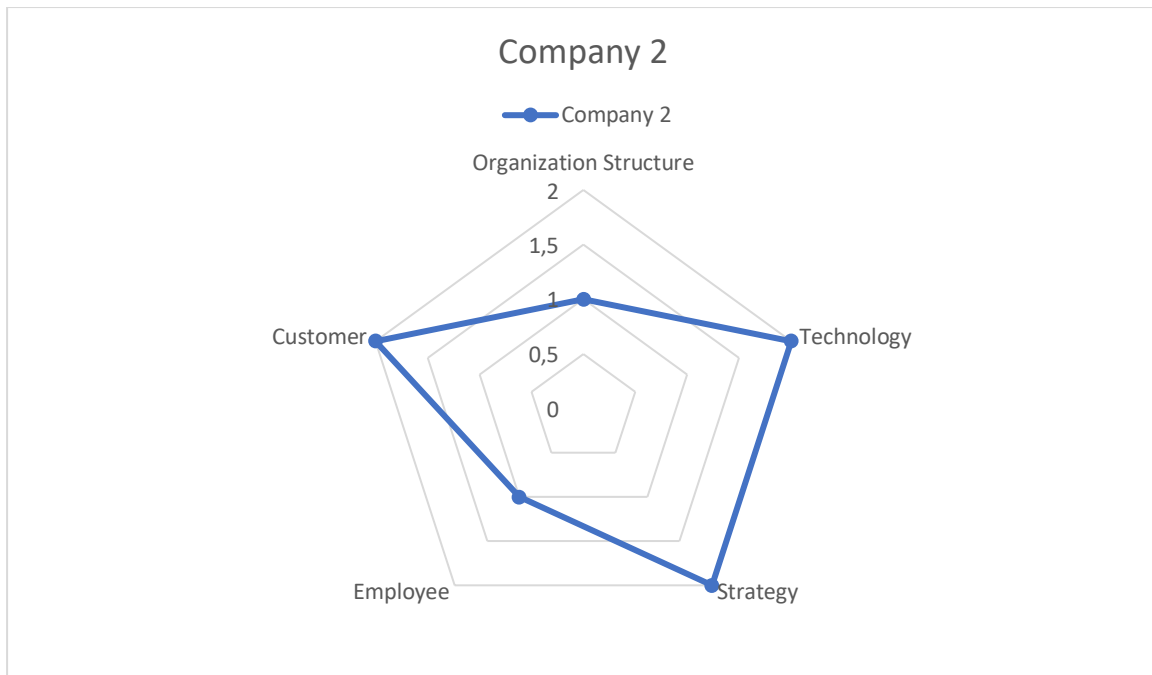 Company 2
Company 2
Organization Structure
2
1,5
1
0,5
0
Customer
Technology
Employee
Strategy